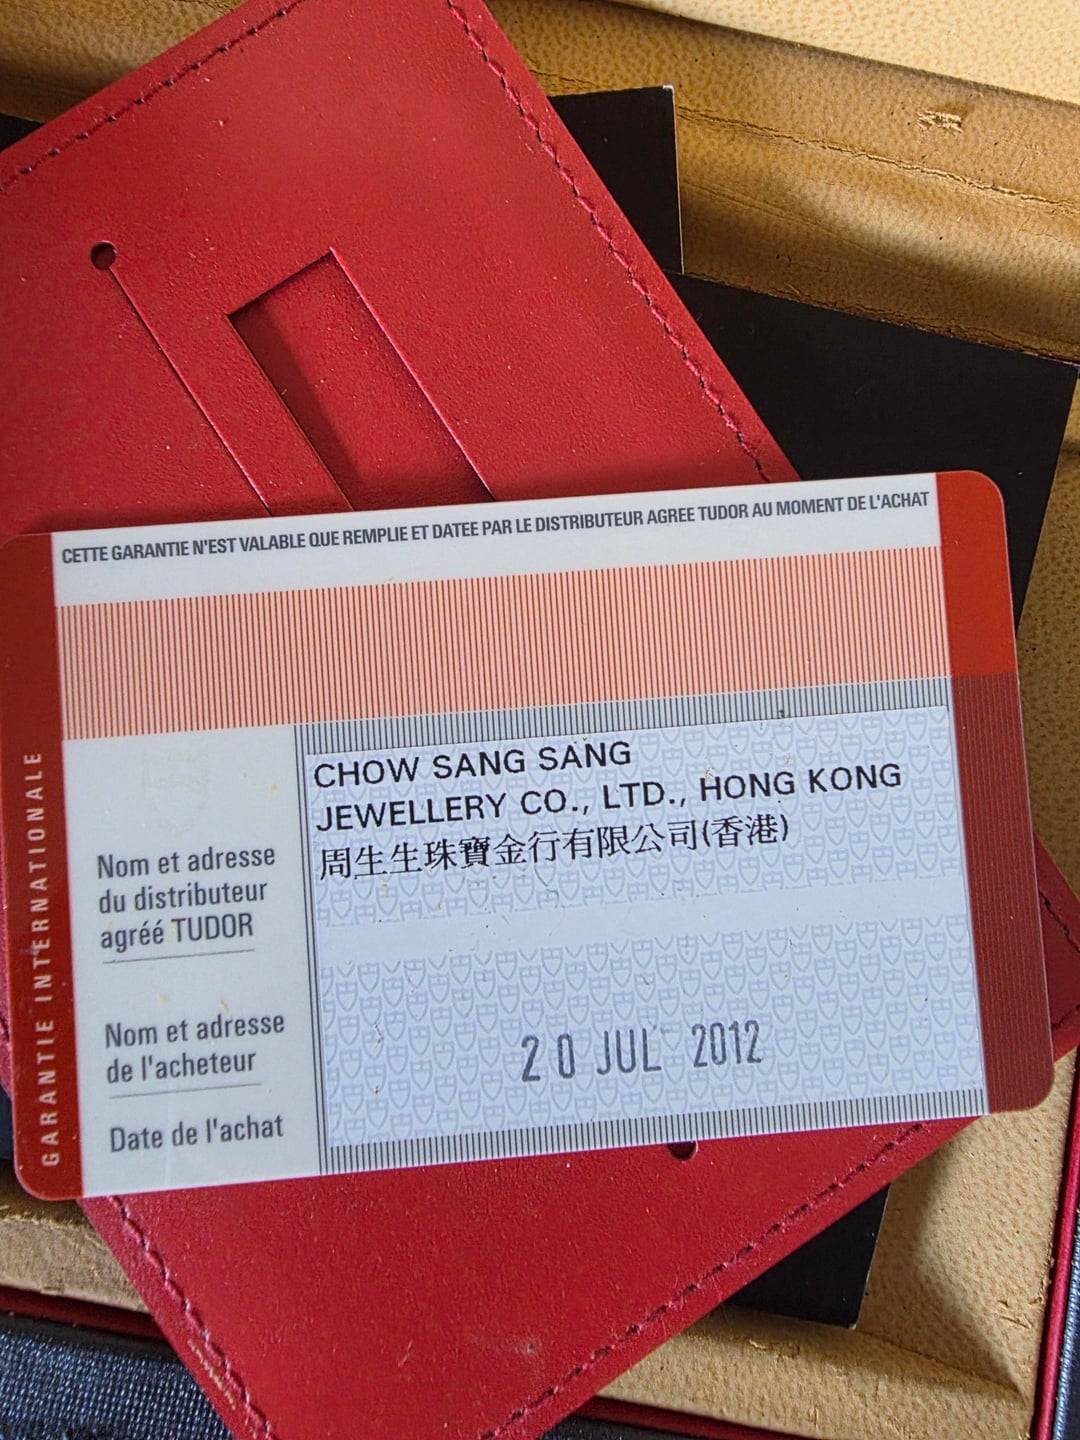 CETTE GARANTIE N'EST VALABLE QUE REMPLIE ET DATEE PAR LE DISTRIBUTEUR AGREE TUDOR AU MOMENT DE L'ACHAT
GARANTIE INTERNATIONALE
CHOW SANG SANG
JEWELLERY CO., LTD., HONG KONG
周生生珠寶金行有限公司(香港)
Nom et adresse
du distributeur
agréé TUDOR
Nom et adresse
de l'acheteur
20 JUL 2012
Date de l'achat